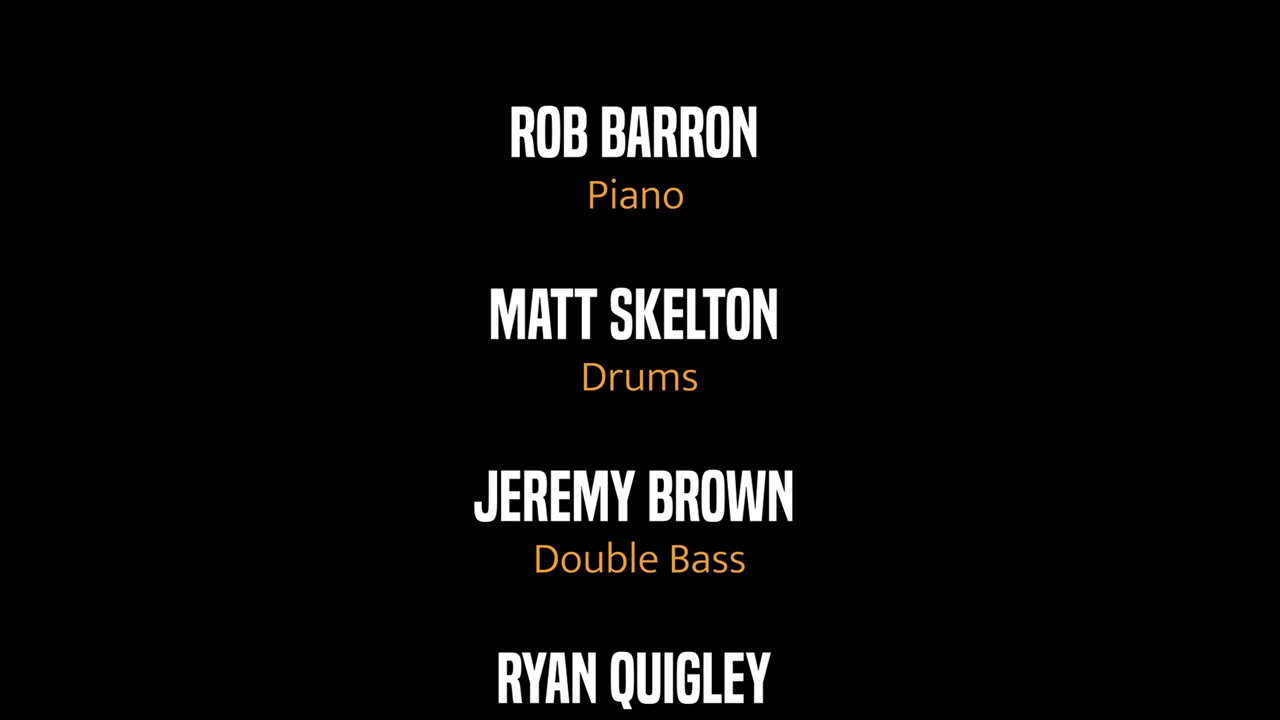 ROB BARRON
Piano
MATT SKELTON
Drums
JEREMY BROWN
Double Bass
RYAN QUIGLEY